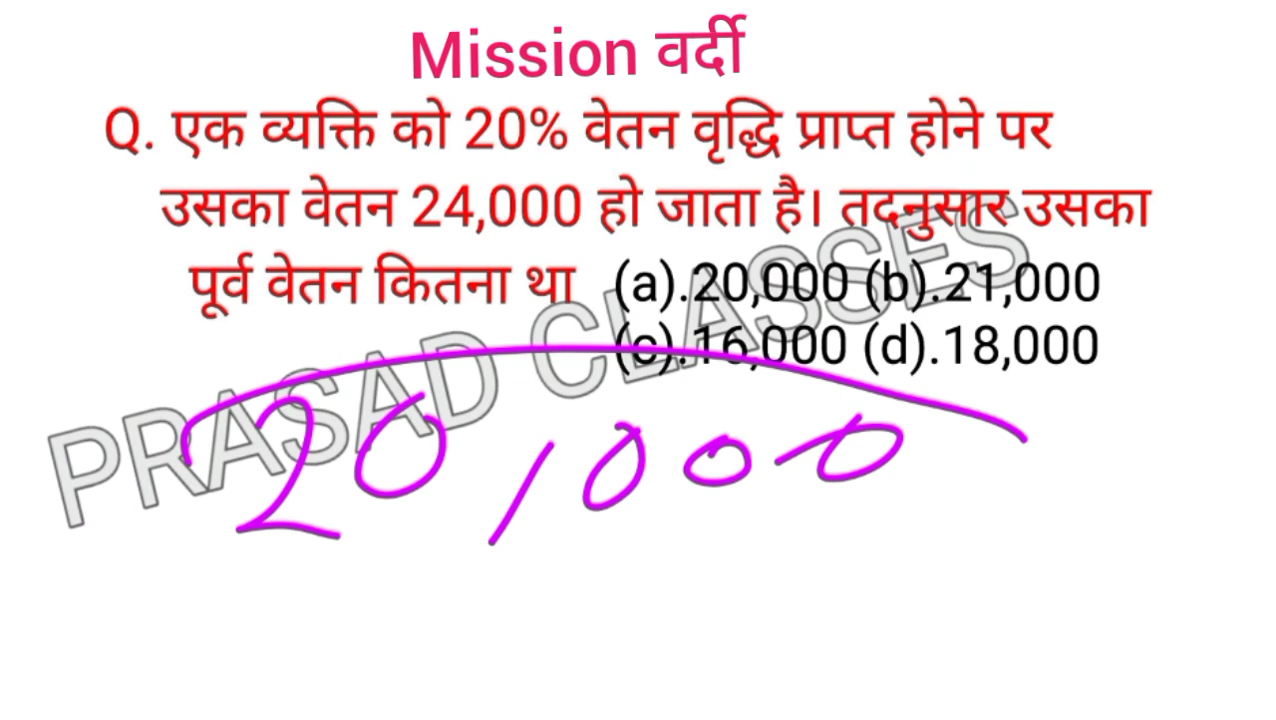 Mission वर्दी
Q. एक व्यक्ति को 20% वेतन वृद्धि प्राप्त होने पर
उसका वेतन 24,000 हो जाता है। तदनुसार उसका
पूर्व वेतन कितना था (a).20,000 (b).21,000
(c).16,000 (d).18,000
PRASAD CLASSES
20,000